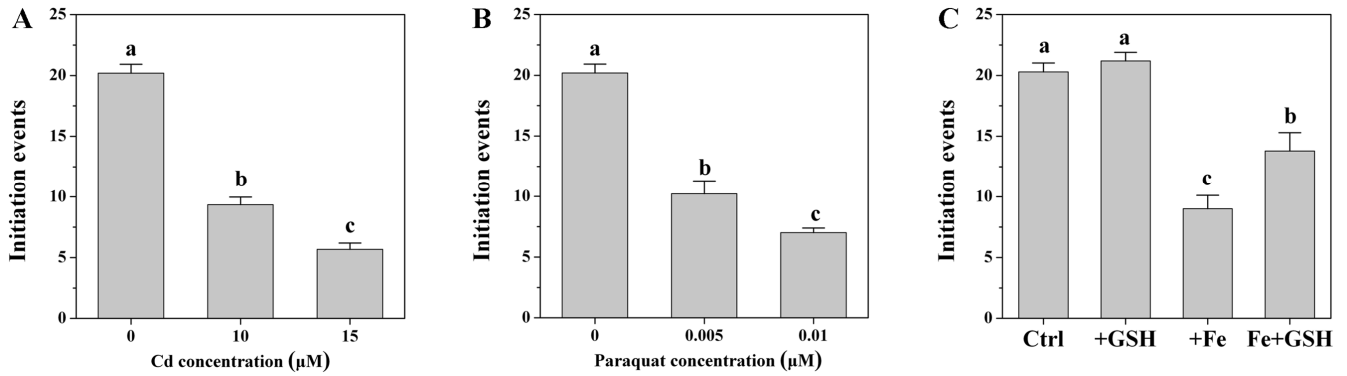 A
Initiation events
25
20
15
10
5
0
a
b
c
0 10 15
Cd concentration (μM)
B
Initiation events
25
20
15
10
5
0
a
b
c
0 0.005 0.01
Paraquat concentration (μM)
C
Initiation events
25
20
15
10
5
0
a a
c
b
Ctrl +GSH +Fe Fe+GSH